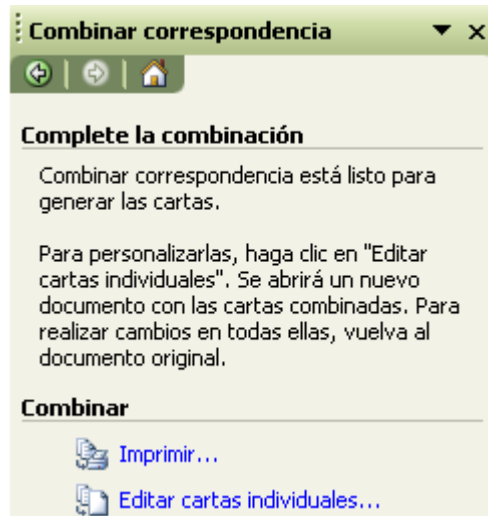 Combinar correspondencia
Complete la combinación
Combinar correspondencia está listo para
generar las cartas.
Para personalizarlas, haga clic en "Editar
cartas individuales". Se abrirá un nuevo
documento con las cartas combinadas. Para
realizar cambios en todas ellas, vuelva al
documento original.
Combinar
Imprimir...
Editar cartas individuales...